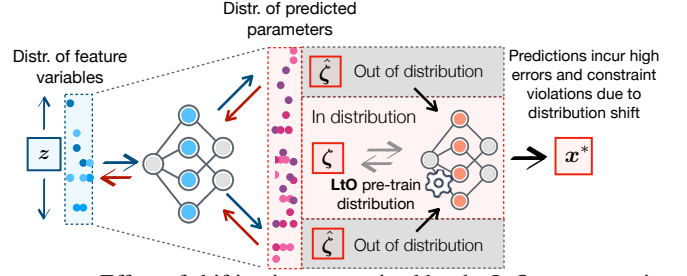 Distr. of predicted
parameters
Distr. of feature
variables
z
ζ̂
Out of distribution
In distribution
ζ
LtO pre-train
distribution
ζ̂
Out of distribution
Predictions incur high
errors and constraint
violations due to
distribution shift
x*